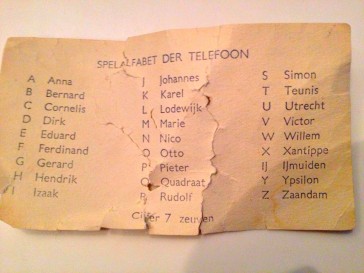 SPELALFABET DER TELEFOON
A Anna
B Bernard
C Cornelis
D Dirk
E Eduard
F Ferdinand
G Gerard
H Hendrik
I Izaak
J Johannes
K Karel
L Lodewijk
M Marie
N Nico
O Otto
P Pieter
Q Quadraat
R Rudolf
S Simon
T Teunis
U Utrecht
V Victor
W Willem
X Xantippe
IJ IJmuiden
Y Ypsilon
Z Zaandam
Cijfer 7 zeuven